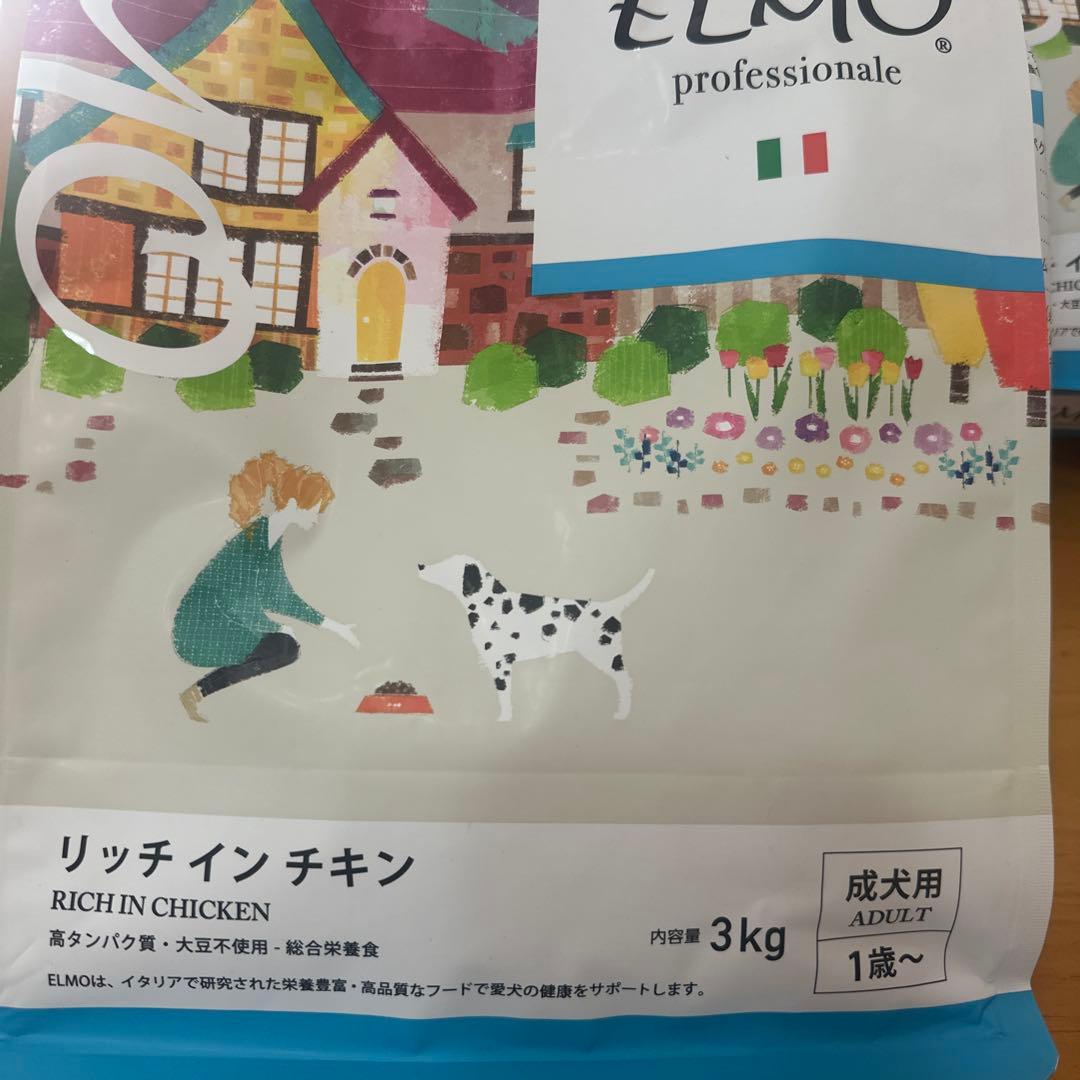 ELMO®
professionale
リッチ イン チキン
RICH IN CHICKEN
高タンパク質・大豆不使用 - 総合栄養食
ELMOは、イタリアで研究された栄養豊富・高品質なフードで愛犬の健康をサポートします。
内容量 3kg
成犬用
ADULT
1歳〜